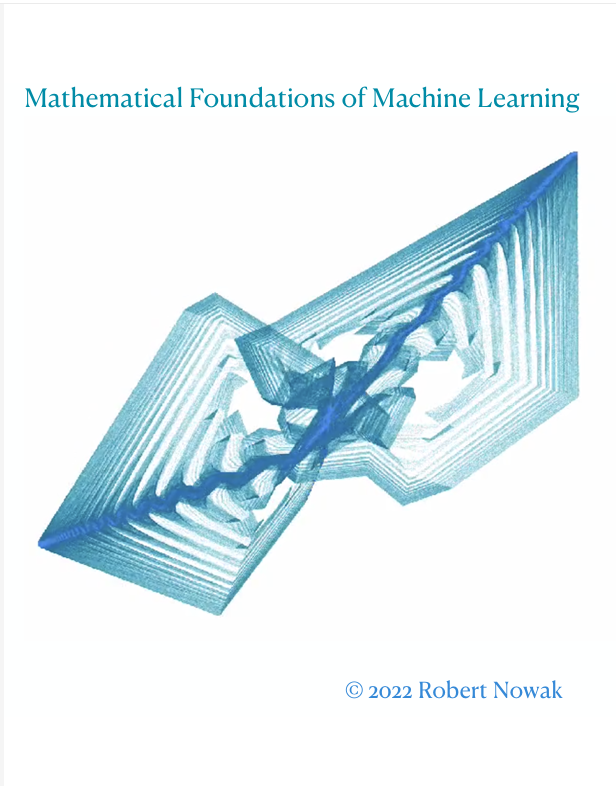 Mathematical Foundations of Machine Learning
© 2022 Robert Nowak